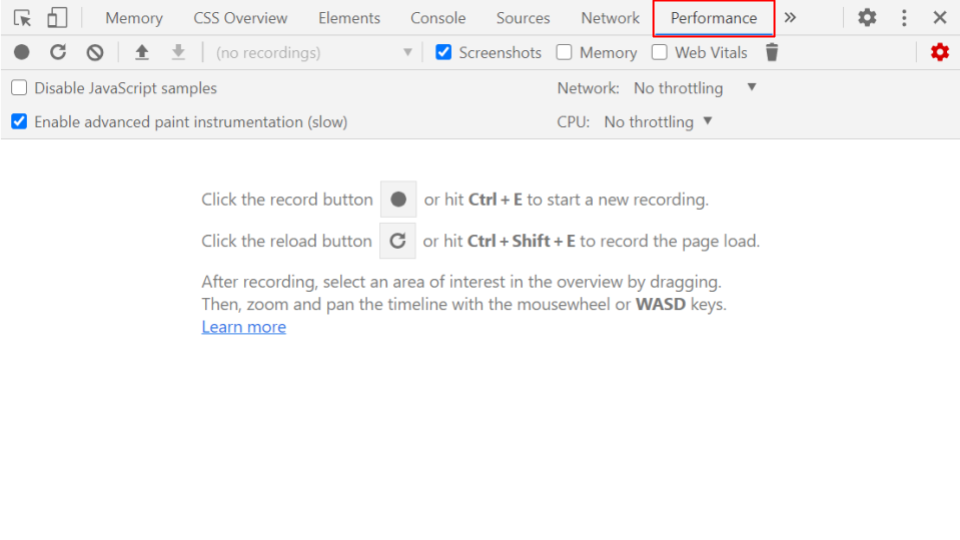 Memory CSS Overview Elements Console Sources Network Performance »
(no recordings) Screenshots Memory Web Vitals
Disable JavaScript samples Network: No throttling
Enable advanced paint instrumentation (slow) CPU: No throttling
Click the record button or hit Ctrl + E to start a new recording.
Click the reload button or hit Ctrl + Shift + E to record the page load.
After recording, select an area of interest in the overview by dragging.
Then, zoom and pan the timeline with the mousewheel or WASD keys.
Learn more